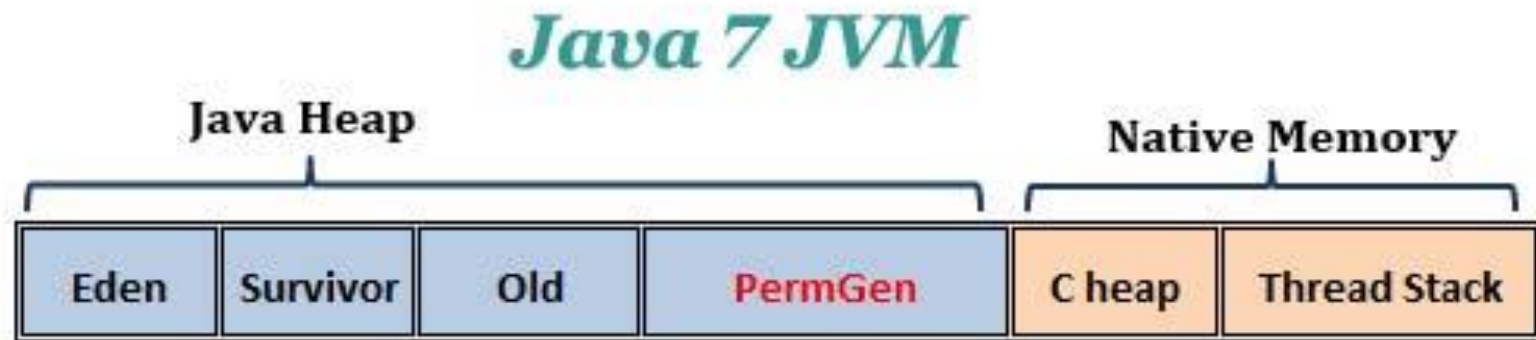 Java 7 JVM
Java Heap
Native Memory
Eden Survivor Old PermGen C heap Thread Stack